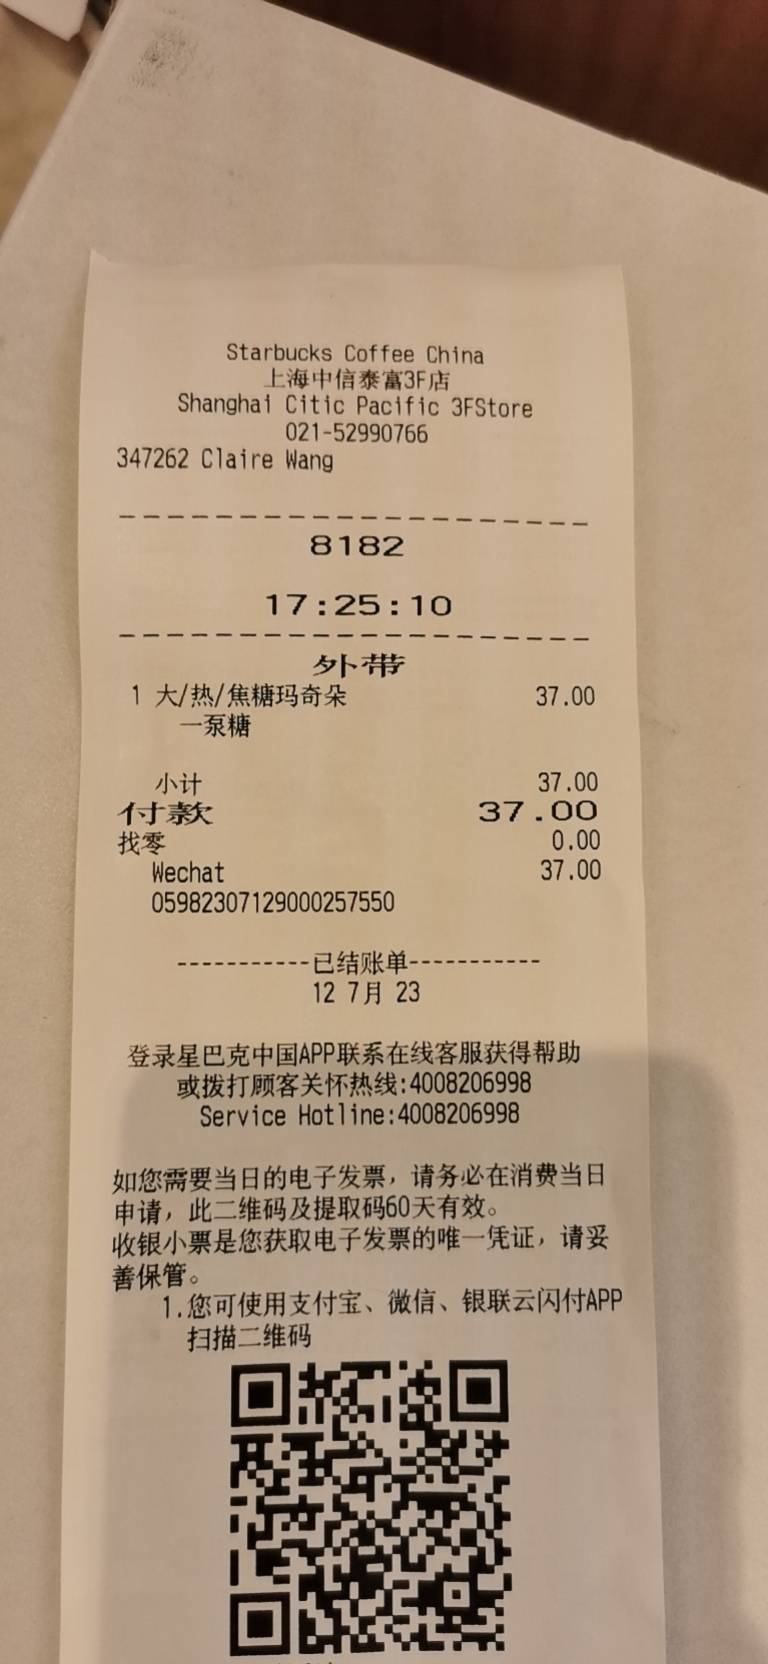 Starbucks Coffee China
上海中信泰富3F店
Shanghai Citic Pacific 3FStore
021-52990766
347262 Claire Wang
8182
17:25:10
外带
1 大/热/焦糖玛奇朵 37.00
一泵糖
小计 37.00
付款 37.00
找零 0.00
Wechat 37.00
05982307129000257550
-----------已结账单-----------
12 7月 23
登录星巴克中国APP联系在线客服获得帮助
或拨打顾客关怀热线:4008206998
Service Hotline:4008206998
如您需要当日的电子发票，请务必在消费当日
申请，此二维码及提取码60天有效。
收银小票是您获取电子发票的唯一凭证，请妥
善保管。
1.您可使用支付宝、微信、银联云闪付APP
扫描二维码